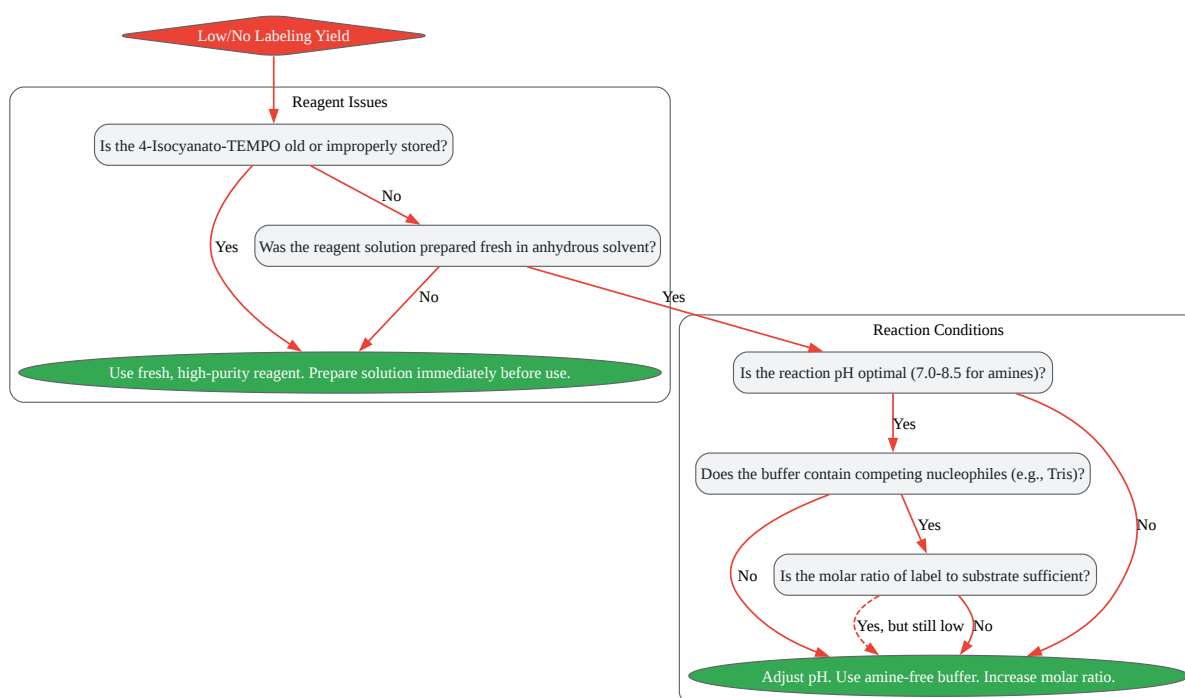 Low/No Labeling Yield
Reagent Issues
Is the 4-Isocyanato-TEMPO old or improperly stored?
No
Was the reagent solution prepared fresh in anhydrous solvent?
Yes
No
Yes
Use fresh, high-purity reagent. Prepare solution immediately before use.
Reaction Conditions
Is the reaction pH optimal (7.0-8.5 for amines)?
Yes
Does the buffer contain competing nucleophiles (e.g., Tris)?
No
Yes
No
Is the molar ratio of label to substrate sufficient?
Yes, but still low
No
Adjust pH. Use amine-free buffer. Increase molar ratio.